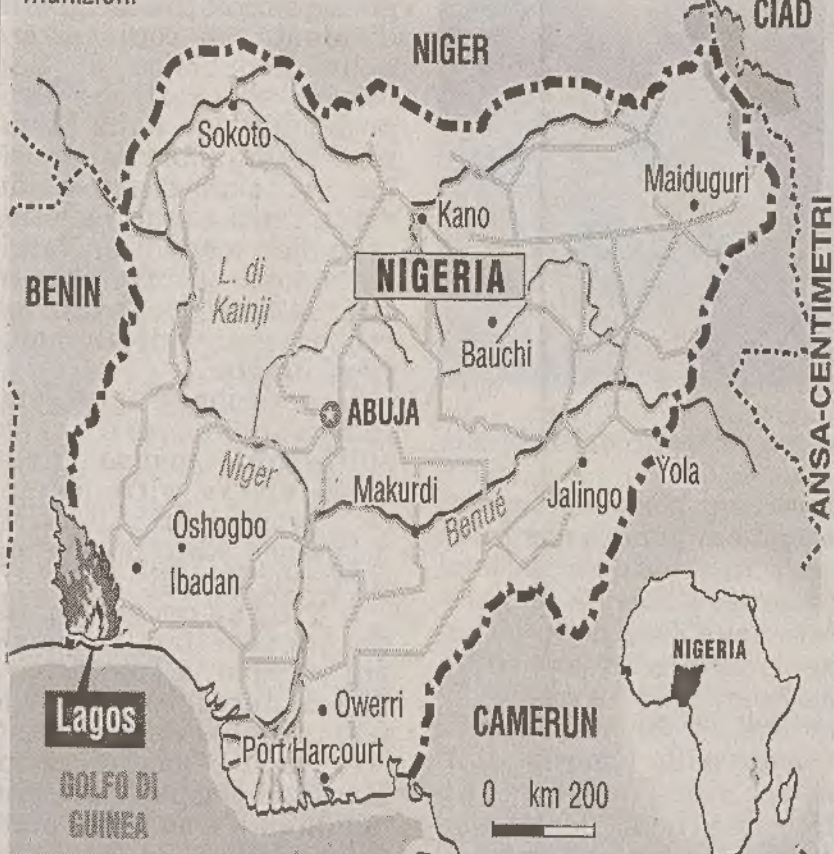 CIAD
NIGER
Sokoto
Maiduguri
Kano
NIGERIA
BENIN
L. di
Kainji
Bauchi
ABUJA
Niger
Makurdi
Benué
Jalingo
Yola
Oshogbo
Ibadan
ANSA-CENTIMETRI
NIGERIA
Lagos
Owerri
CAMERUN
Port Harcourt
GOLFO DI
GUINEA
0 km 200